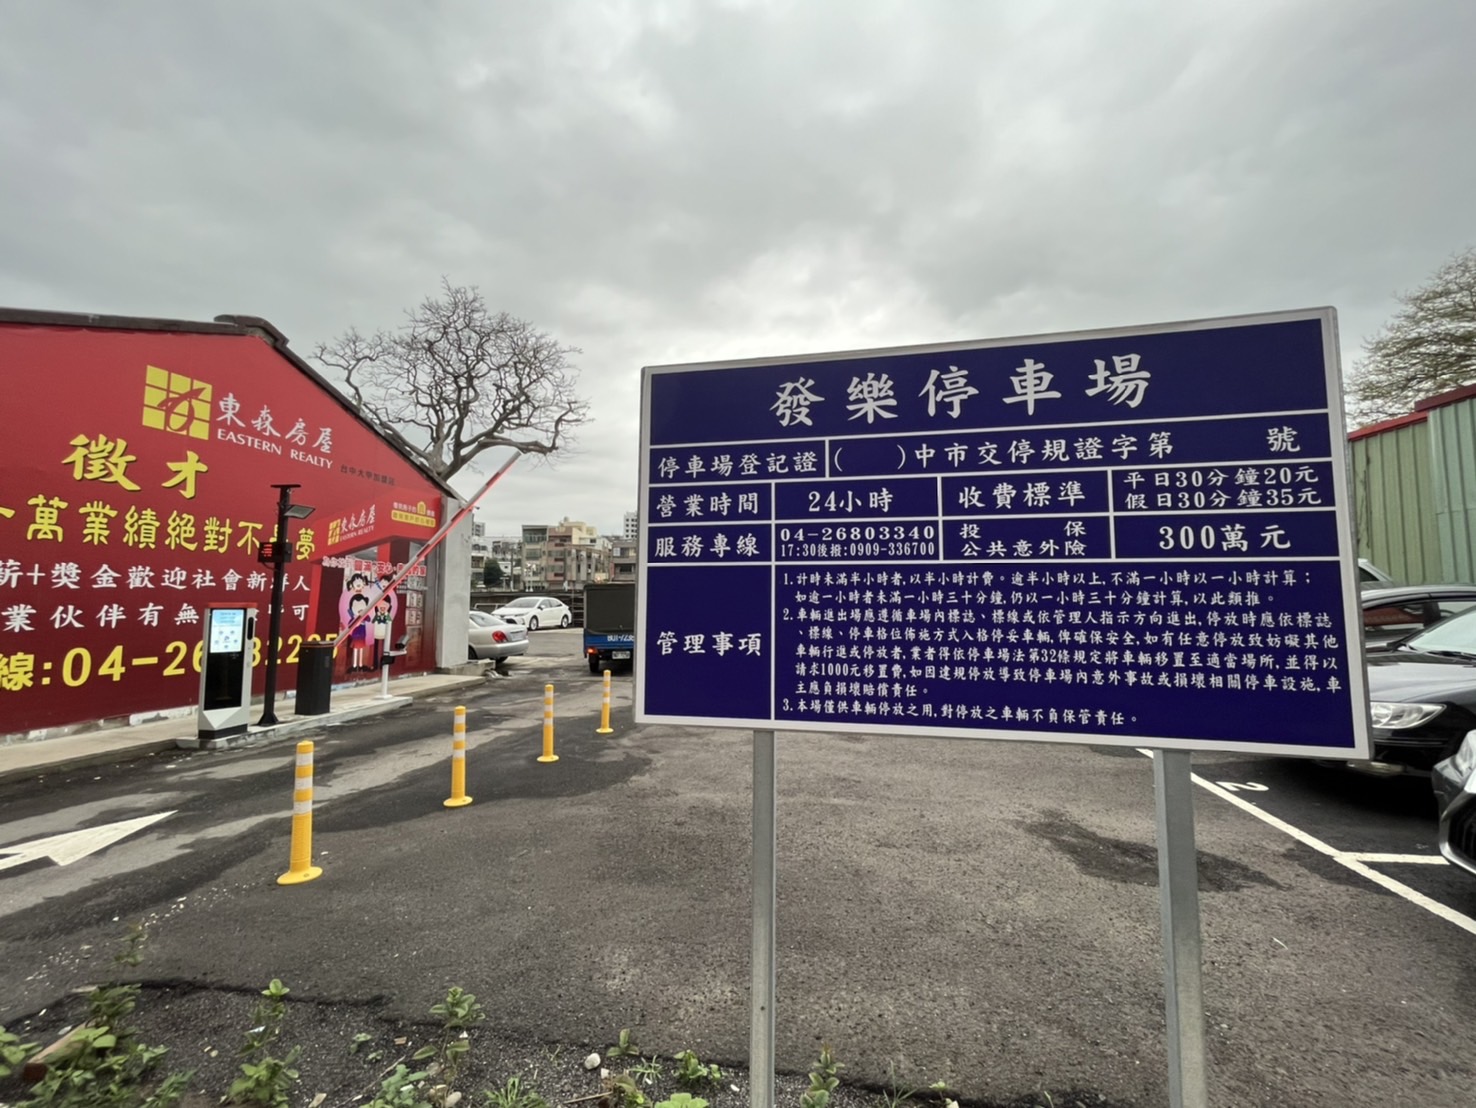 東森房屋
EASTERN REALTY
徵才
萬業績絕對不是夢
薪+獎金歡迎社會新鮮人
業伙伴有無
線:04-26
東森房屋
發樂停車場
停車場登記證
(　　)中市交停規證字第　　號
營業時間
24小時
收費標準
平日30分鐘20元
假日30分鐘35元
服務專線
04-26803340
17:30後撥:0909-336700
投保
公共意外險
300萬元
管理事項
1.計時未滿半小時者,以半小時計費。逾半小時以上,不滿一小時以一小時計算;
如逾一小時者未滿一小時三十分鐘,仍以一小時三十分鐘計算,以此類推。
2.車輛進出場應遵循車場內標誌、標線或依管理人指示方向進出,停放時應依標誌
、標線、停車格位佈施方式入格停妥車輛,俾確保安全,如有任意停放致妨礙其他
車輛行進或停放者,業者得依停車場法第32條規定將車輛移置至適當場所,並得以
請求1000元移置費,如因違規停放導致停車場內意外事故或損壞相關停車設施,車
主應負損壞賠償責任。
3.本場僅供車輛停放之用,對停放之車輛不負保管責任。
2